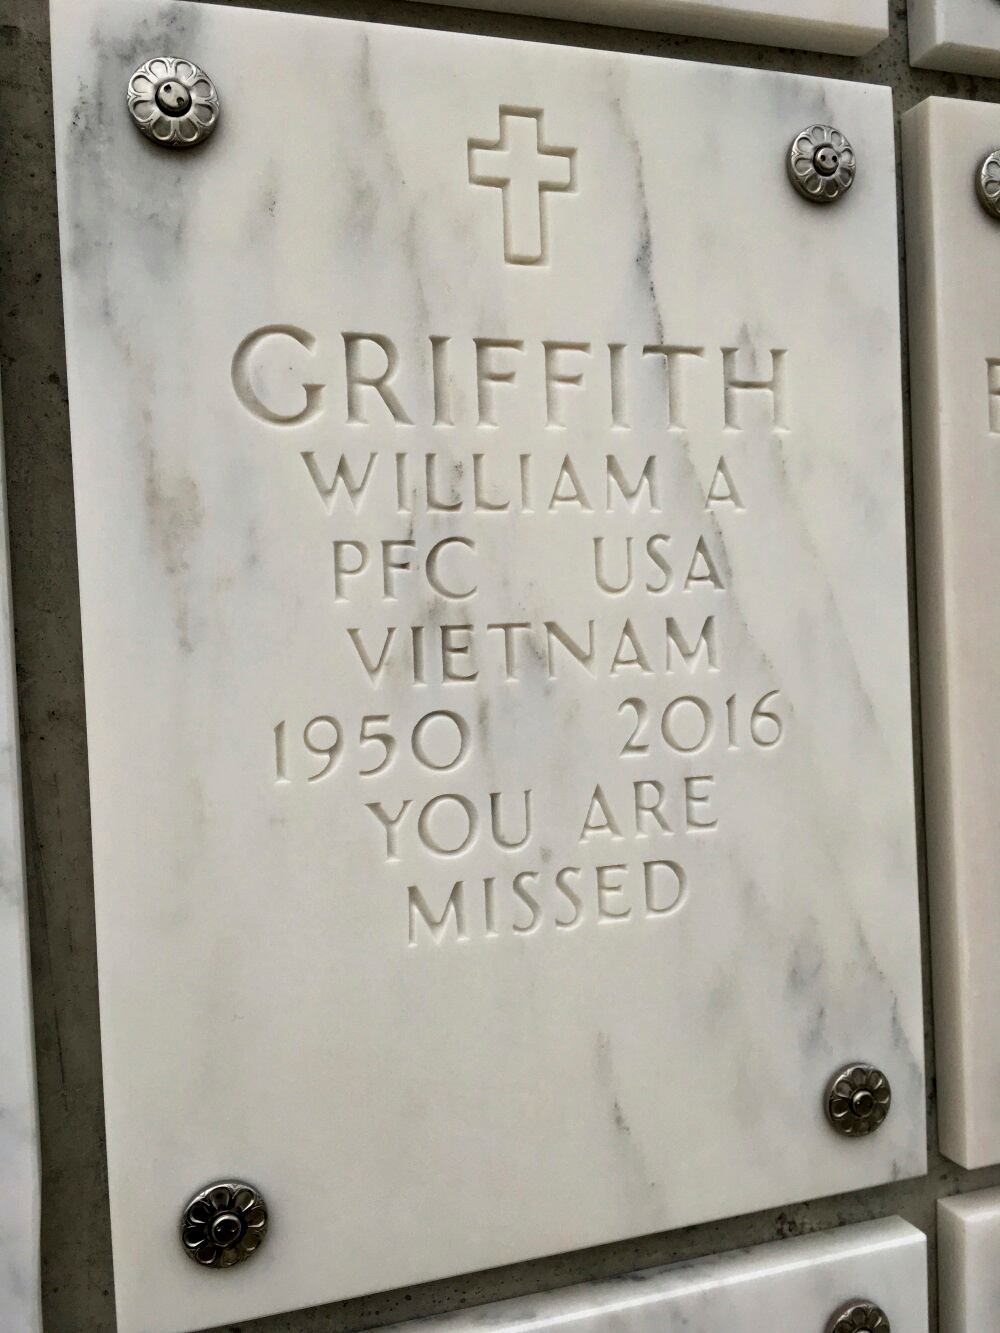 GRIFFITH
WILLIAM A
PFC USA
VIETNAM
1950 2016
YOU ARE
MISSED